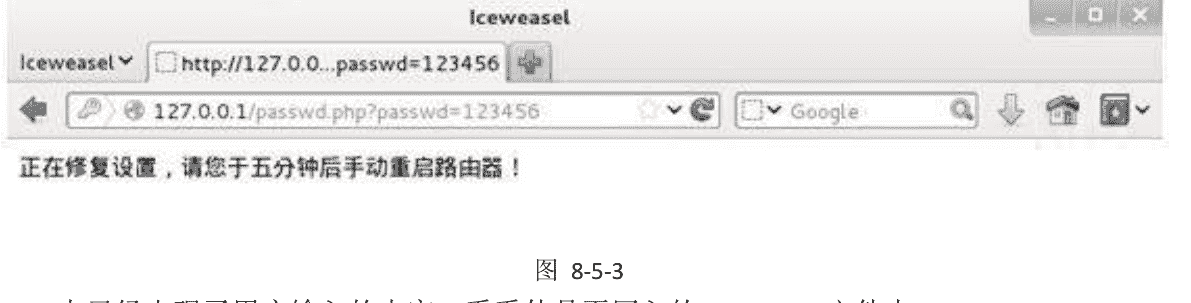 Iceweasel
Iceweasel http://127.0.0...passwd=123456
127.0.0.1/passwd.php?passwd=123456 Google
正在修复设置，请您于五分钟后手动重启路由器！
图 8-5-3